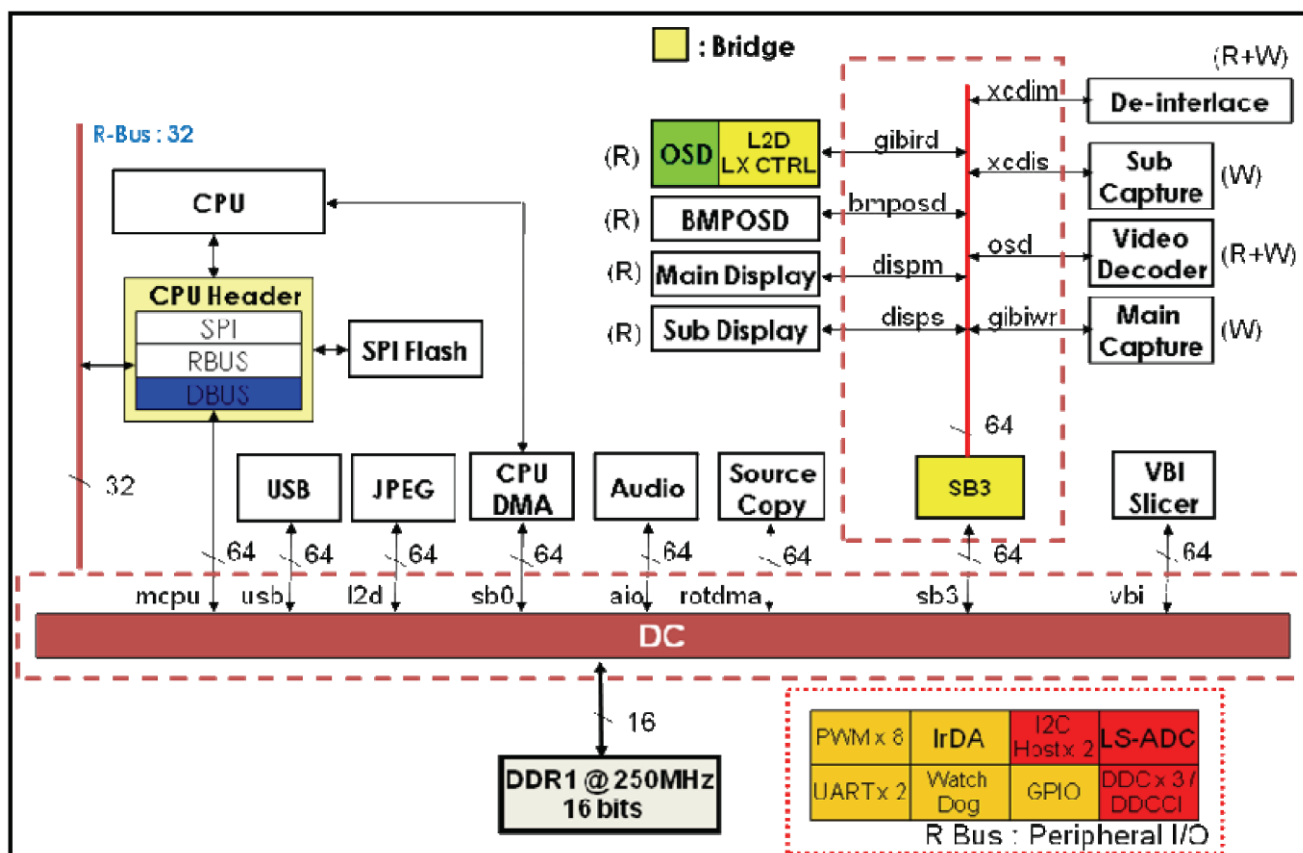 : Bridge
(R+W)
xcdim
De-interlace
R-Bus : 32
(R)
OSD
L2D
LX CTRL
gibird
xcdis
Sub
Capture
(W)
CPU
(R)
BMPOSD
bmposd
osd
Video
Decoder
(R+W)
(R)
Main Display
dispm
CPU Header
SPI
RBUS
DBUS
SPI Flash
(R)
Sub Display
disps
gibiwr
Main
Capture
(W)
64
32
USB
JPEG
CPU
DMA
Audio
Source
Copy
SB3
VBI
Slicer
64
64
64
64
64
64
64
64
mcpu
usb
l2d
sb0
aio
rotdma
sb3
vbi
DC
16
DDR1 @ 250MHz
16 bits
PWM x 8
IrDA
I2C
Host x 2
LS-ADC
UART x 2
Watch
Dog
GPIO
DDC x 3 /
DDCCI
R Bus : Peripheral I/O